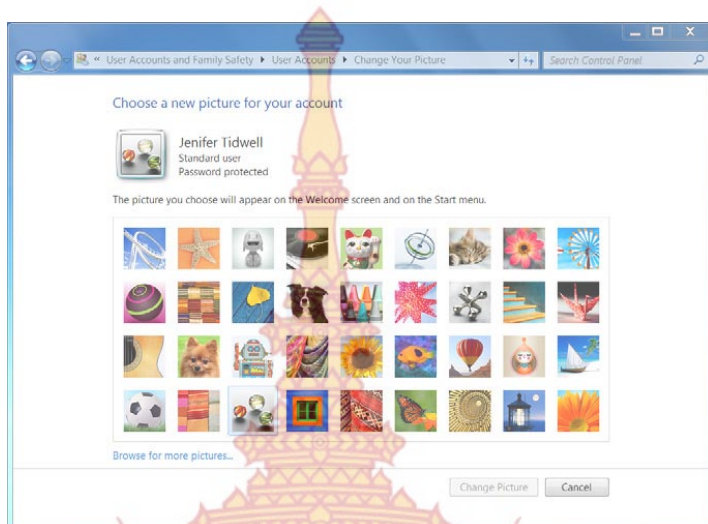 « User Accounts and Family Safety ▸ User Accounts ▸ Change Your Picture
Search Control Panel
Choose a new picture for your account
Jenifer Tidwell
Standard user
Password protected
The picture you choose will appear on the Welcome screen and on the Start menu.
Browse for more pictures...
Change Picture
Cancel